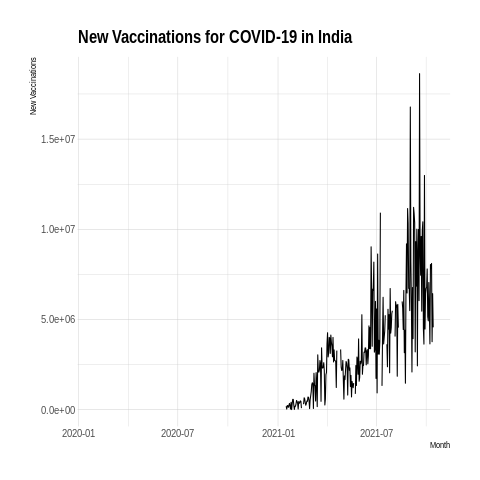 New Vaccinations for COVID-19 in India
New Vaccinations
1.5e+07
1.0e+07
5.0e+06
0.0e+00
2020-01 2020-07 2021-01 2021-07
Month